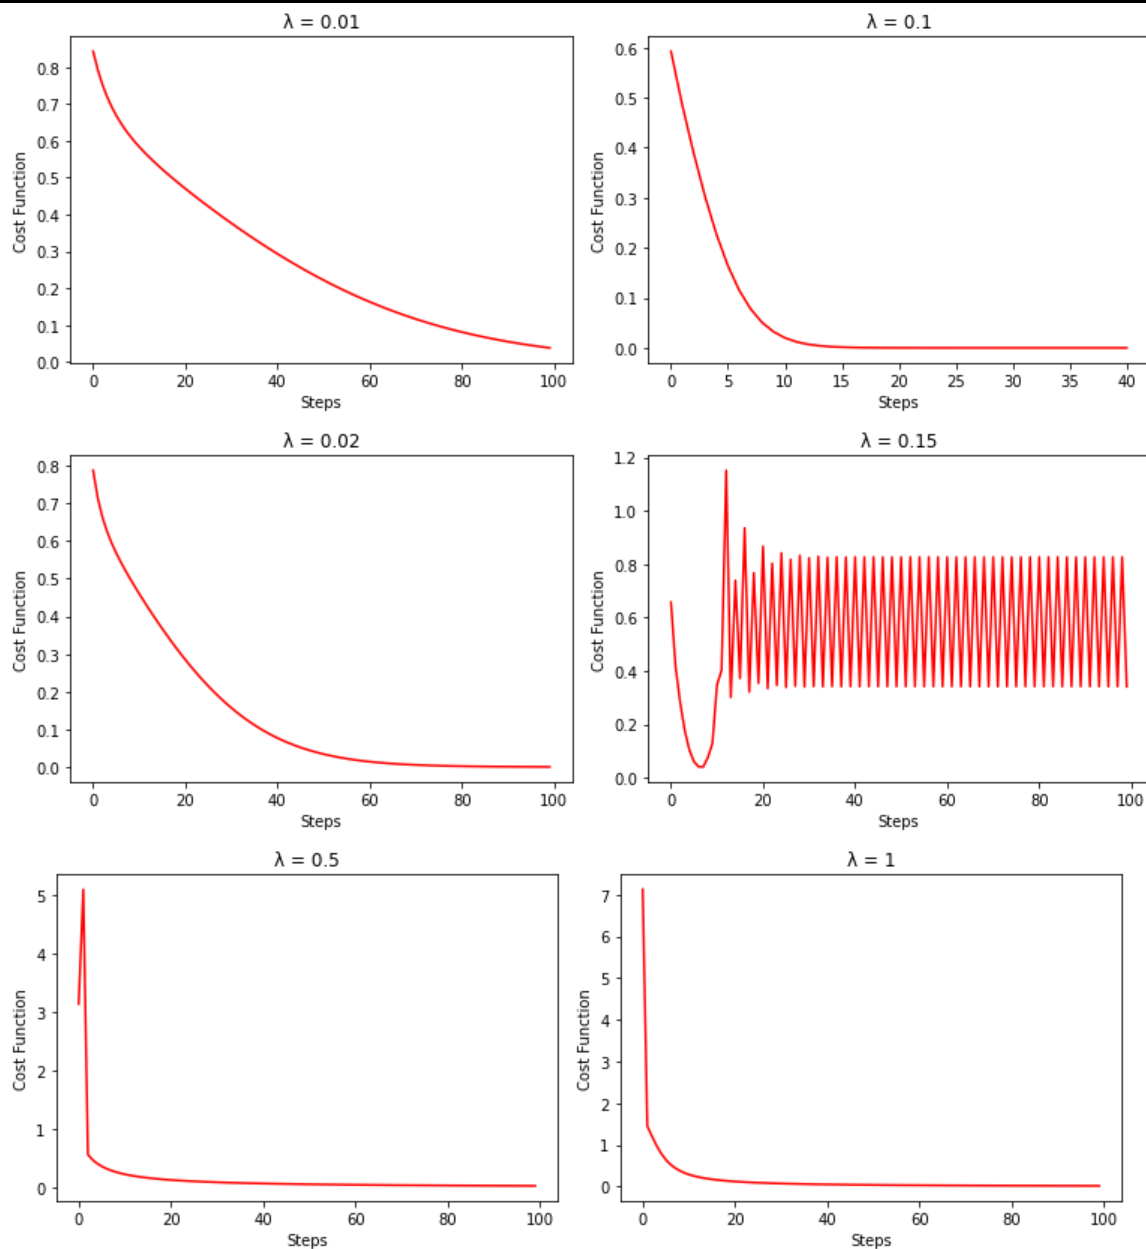 λ = 0.01
0.8
0.7
0.6
0.5
0.4
0.3
0.2
0.1
0.0
Cost Function
0 20 40 60 80 100
Steps
λ = 0.1
0.6
0.5
0.4
0.3
0.2
0.1
0.0
Cost Function
0 5 10 15 20 25 30 35 40
Steps
λ = 0.02
0.8
0.7
0.6
0.5
0.4
0.3
0.2
0.1
0.0
Cost Function
0 20 40 60 80 100
Steps
λ = 0.15
1.2
1.0
0.8
0.6
0.4
0.2
0.0
Cost Function
0 20 40 60 80 100
Steps
λ = 0.5
5
4
3
2
1
0
Cost Function
0 20 40 60 80 100
Steps
λ = 1
7
6
5
4
3
2
1
0
Cost Function
0 20 40 60 80 100
Steps